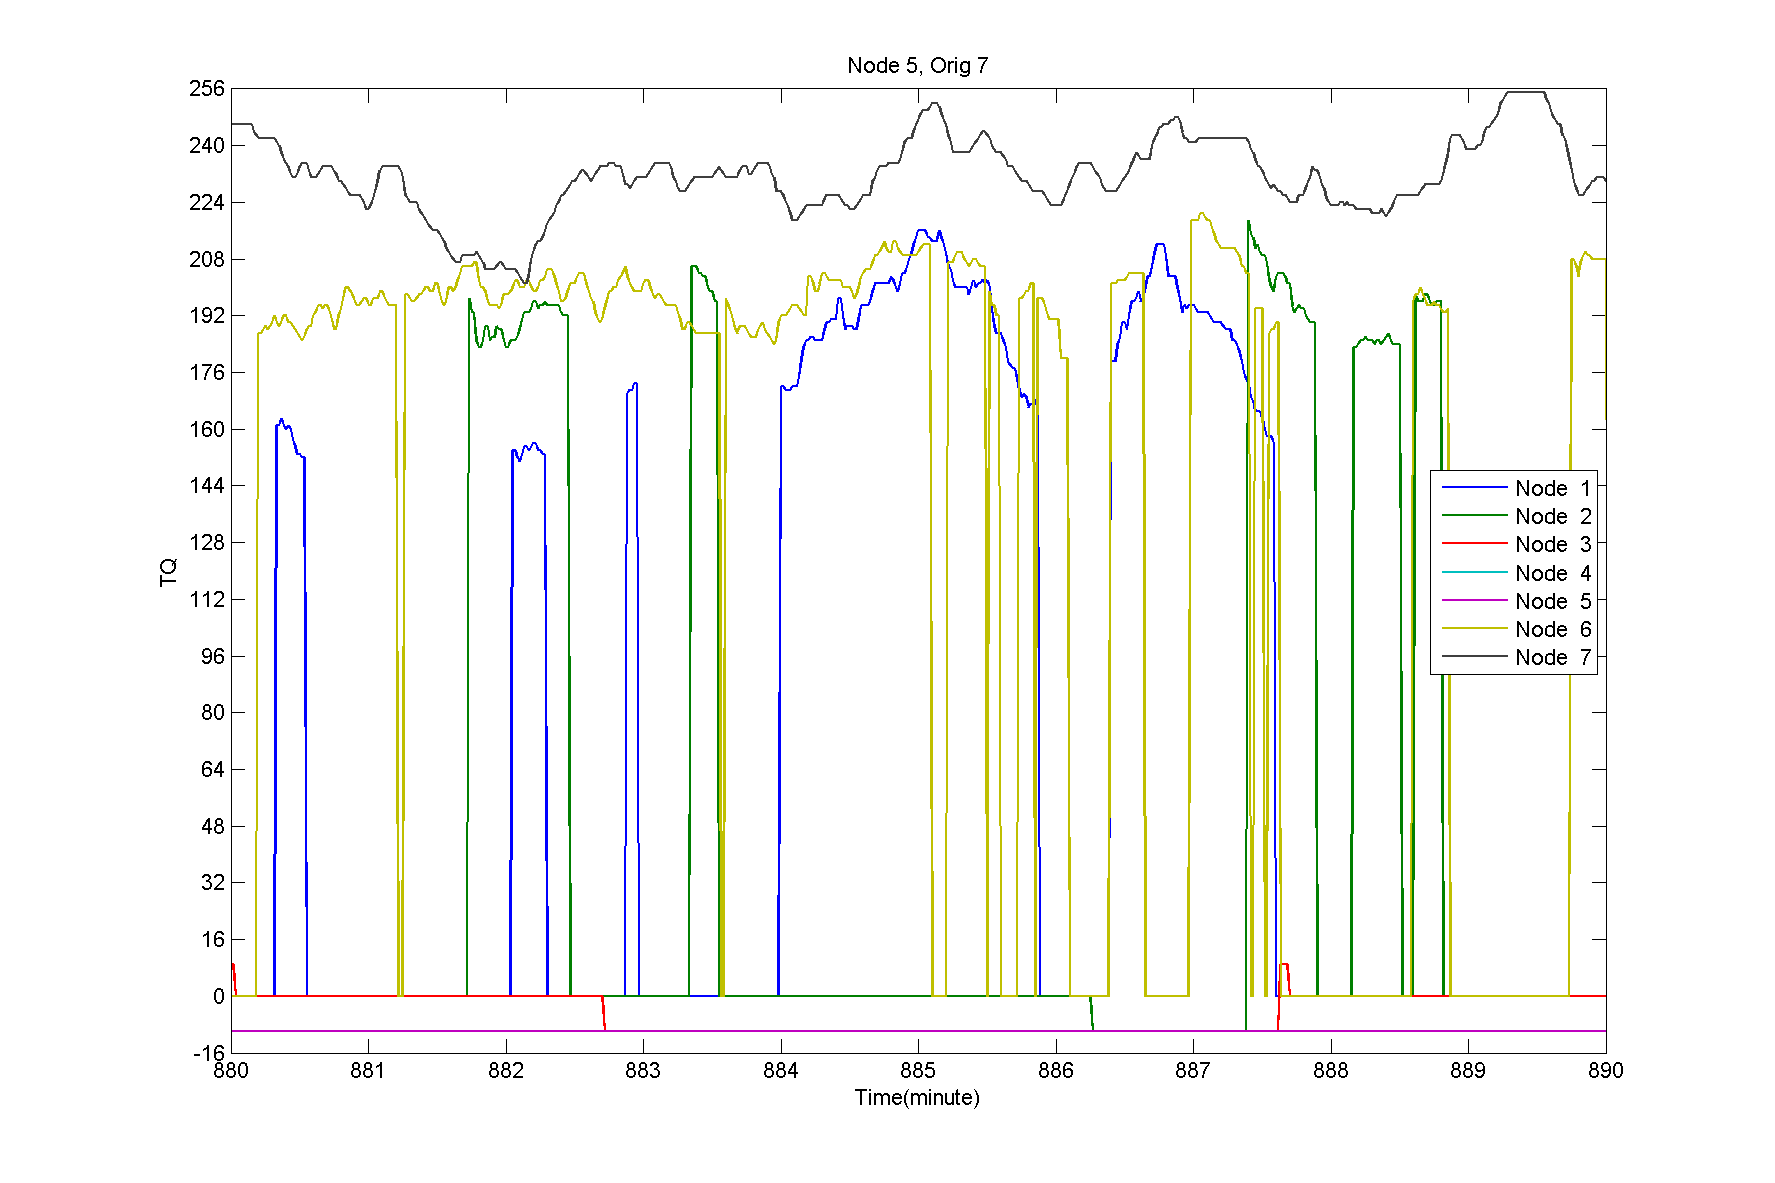 Node 5, Orig 7
256
240
224
208
192
176
160
144
128
112
96
80
64
48
32
16
0
-16
TQ
Node 1
Node 2
Node 3
Node 4
Node 5
Node 6
Node 7
880 881 882 883 884 885 886 887 888 889 890
Time(minute)